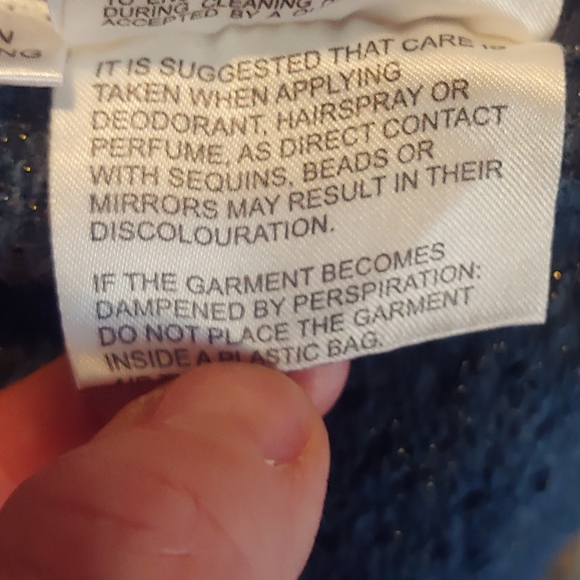 DURING CLEANING
ACCEPTED BY A
NG
IT IS SUGGESTED THAT CARE IS
TAKEN WHEN APPLYING
DEODORANT, HAIRSPRAY OR
PERFUME, AS DIRECT CONTACT
WITH SEQUINS, BEADS OR
MIRRORS MAY RESULT IN THEIR
DISCOLOURATION.
IF THE GARMENT BECOMES
DAMPENED BY PERSPIRATION:
DO NOT PLACE THE GARMENT
INSIDE A PLASTIC BAG.